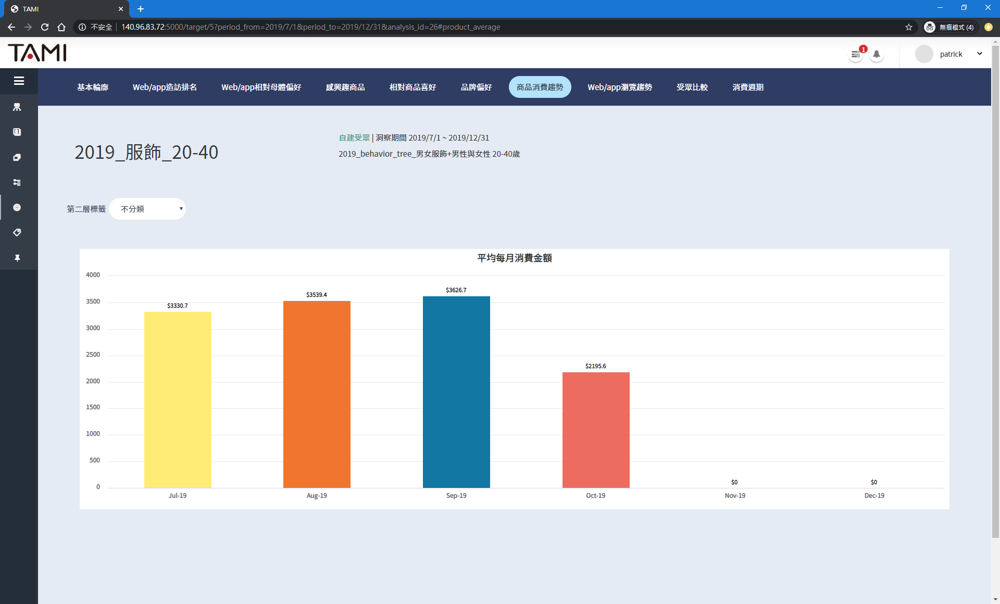 TAMI
不安全 140.96.83.72:5000/target/5?period_from=2019/7/1&period_to=2019/12/31&analysis_id=26#product_average
無痕模式 (4)
TAMI
1
patrick
基本輪廓 Web/app造訪排名 Web/app相對母體偏好 感興趣商品 相對商品喜好 品牌偏好 商品消費趨勢 Web/app瀏覽趨勢 受眾比較 消費週期
2019_服飾_20-40
自建受眾 | 洞察期間 2019/7/1 ~ 2019/12/31
2019_behavior_tree_男女服飾+男性與女性 20-40歲
第二層標籤 不分類
平均每月消費金額
4000
3500
3000
2500
2000
1500
1000
500
0
$3330.7
$3539.4
$3626.7
$2195.6
$0
$0
Jul-19 Aug-19 Sep-19 Oct-19 Nov-19 Dec-19